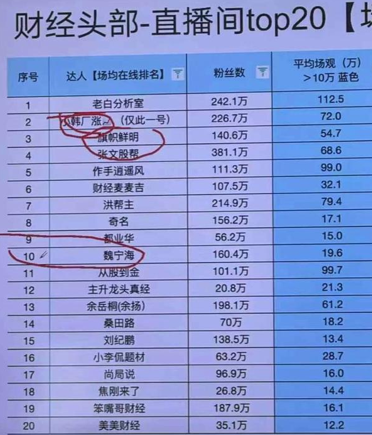 财经头部-直播间top20【
序号 达人【场均在线排名】 粉丝数 平均场观（万）
>10万 蓝色
1 老白分析室 242.1万 112.5
2 韩厂涨 （仅此一号） 226.7万 72.0
3 旗帜鲜明 140.6万 54.7
4 张文股帮 381.1万 68.6
5 作手逍遥风 111.3万 99.0
6 财经麦麦吉 107.5万 32.1
7 洪帮主 214.9万 79.4
8 奇名 156.2万 17.1
9 都业华 56.2万 15.0
10 魏宁海 160.4万 19.6
11 从股到金 101.1万 99.7
12 主升龙头真经 20.8万 21.3
13 余岳桐(余扬） 198.1万 61.2
14 桑田路 70万 18.2
15 刘纪鹏 138.5万 13.4
16 小李侃题材 63.2万 28.7
17 尚局说 96.9万 16.0
18 焦刚来了 26.8万 14.4
19 笨嘴哥财经 187.9万 16.1
20 美美财经 35.1万 12.2